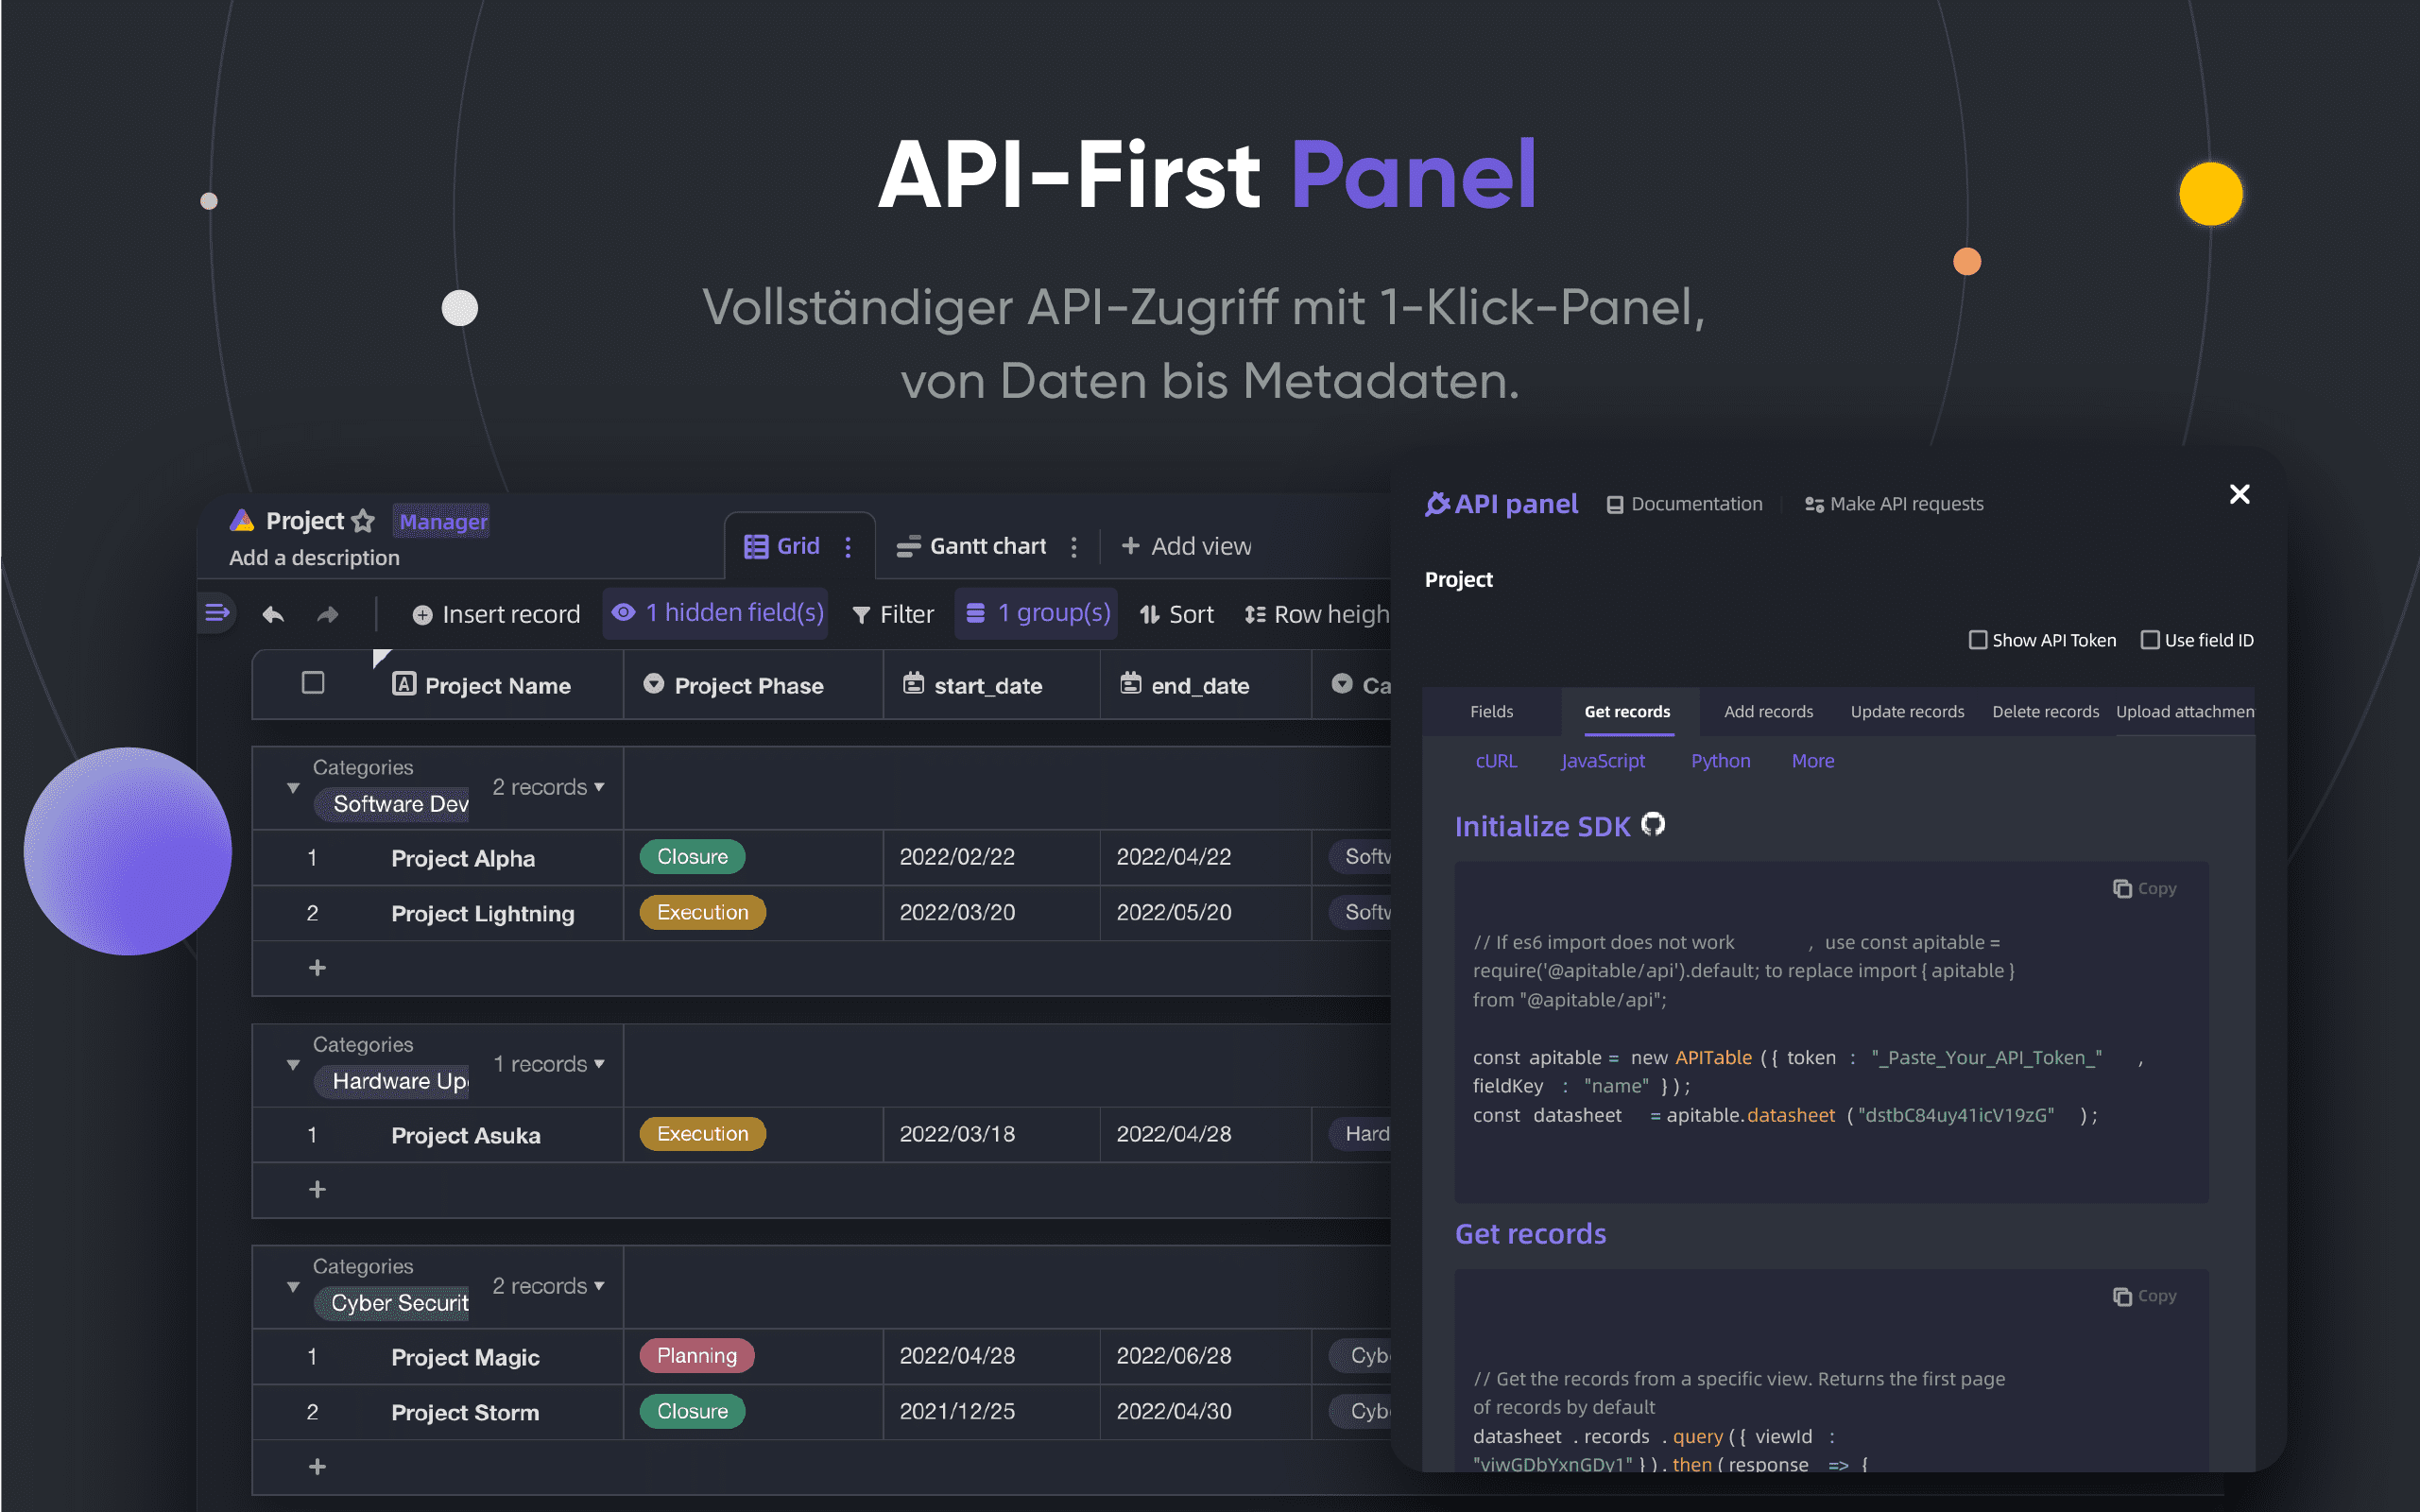 API-First Panel
Vollständiger API-Zugriff mit 1-Klick-Panel,
von Daten bis Metadaten.
Project Manager
Add a description
Grid
Gantt chart
Add view
Insert record
1 hidden field(s)
Filter
1 group(s)
Sort
Row heigh
Project Name
Project Phase
start_date
end_date
Ca
Categories
Software Dev
2 records
1 Project Alpha Closure 2022/02/22 2022/04/22 Softw
2 Project Lightning Execution 2022/03/20 2022/05/20 Softw
Categories
Hardware Up
1 records
1 Project Asuka Execution 2022/03/18 2022/04/28 Hard
Categories
Cyber Securit
2 records
1 Project Magic Planning 2022/04/28 2022/06/28 Cybe
2 Project Storm Closure 2021/12/25 2022/04/30 Cybe
API panel
Documentation
Make API requests
Project
Show API Token
Use field ID
Fields
Get records
Add records
Update records
Delete records
Upload attachmen
cURL
JavaScript
Python
More
Initialize SDK
Copy
// If es6 import does not work , use const apitable =
require('@apitable/api').default; to replace import { apitable }
from "@apitable/api";
const apitable = new APITable ({ token : "_Paste_Your_API_Token_" ,
fieldKey : "name" });
const datasheet = apitable.datasheet ("dstbC84uy41icV19zG" );
Get records
Copy
// Get the records from a specific view. Returns the first page
of records by default
datasheet . records . query ({ viewId :
"viwGDbYxnGDy1" }). then ( response => {